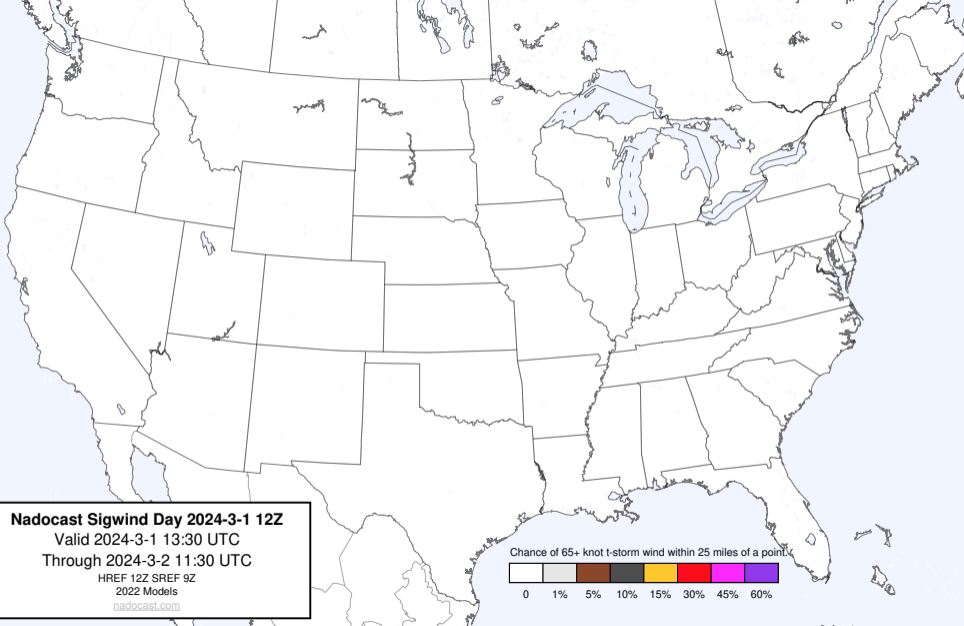 Nadocast Sigwind Day 2024-3-1 12Z
Valid 2024-3-1 13:30 UTC
Through 2024-3-2 11:30 UTC
HREF 12Z SREF 9Z
2022 Models
nadocast.com
Chance of 65+ knot t-storm wind within 25 miles of a point.
0 1% 5% 10% 15% 30% 45% 60%